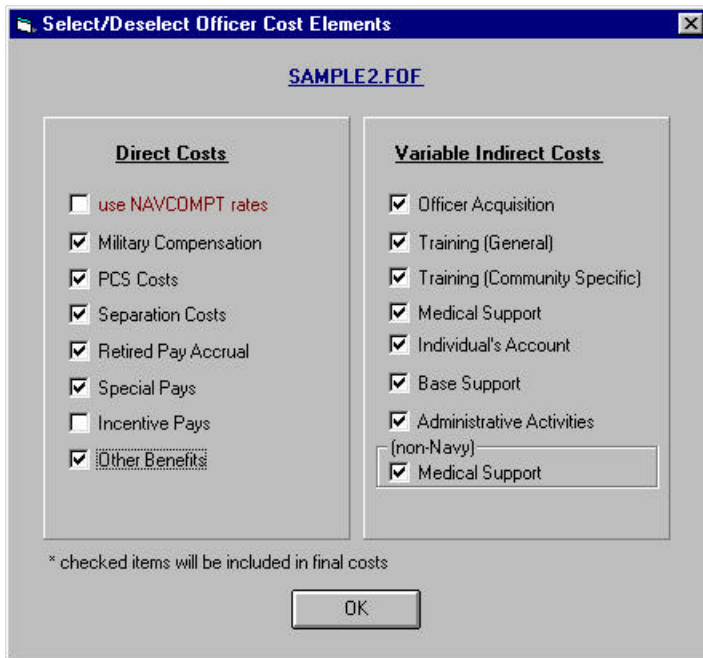 Select/Deselect Officer Cost Elements
SAMPLE2.FOF
Direct Costs
use NAVCOMPT rates
Military Compensation
PCS Costs
Separation Costs
Retired Pay Accrual
Special Pays
Incentive Pays
Other Benefits
Variable Indirect Costs
Officer Acquisition
Training (General)
Training (Community Specific)
Medical Support
Individual's Account
Base Support
Administrative Activities
(non-Navy)
Medical Support
* checked items will be included in final costs
OK